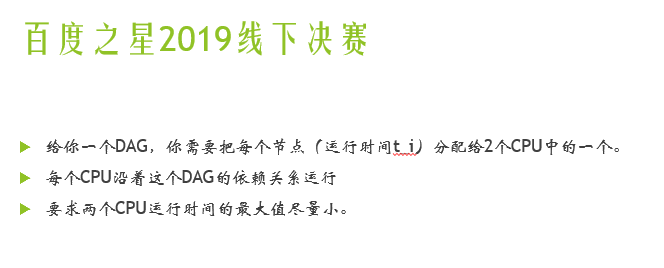 百度之星2019线下决赛
给你一个DAG，你需要把每个节点（运行时间t_i）分配给2个CPU中的一个。
每个CPU沿着这个DAG的依赖关系运行
要求两个CPU运行时间的最大值尽量小。